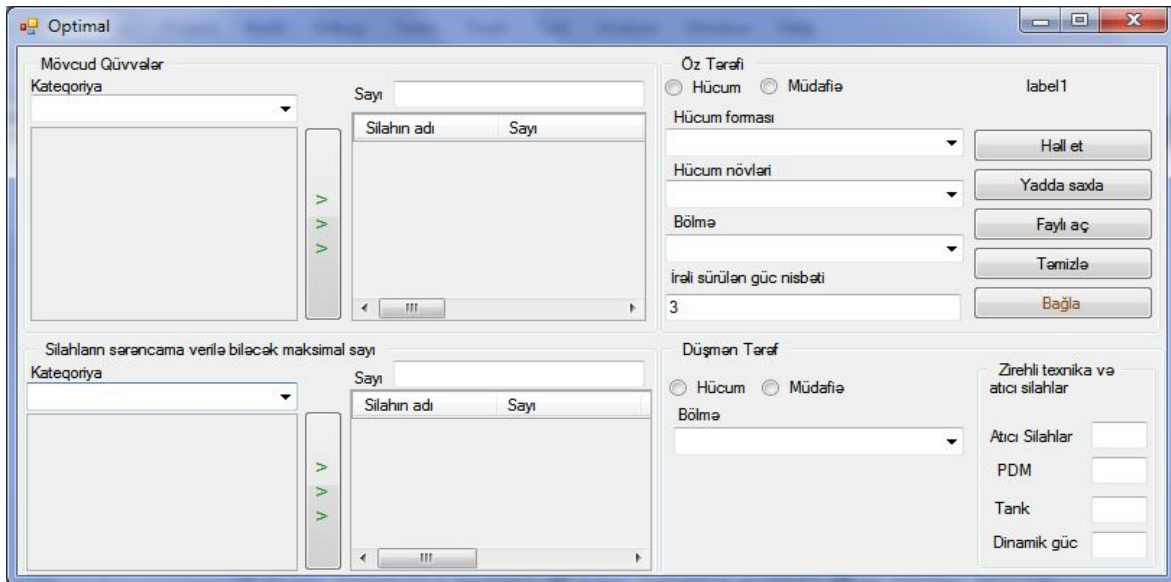 Optimal
Mövcud Qüvvələr
Kateqoriya
Sayı
Silahın adı Sayı
>
>
>
Öz Tərəfi
Hücum Müdafiə label1
Hücum forması
Hücum növləri
Bölmə
İrəli sürülən güc nisbəti
3
Həll et
Yadda saxla
Faylı aç
Təmizlə
Bağla
Silahların sərəncama verilə biləcək maksimal sayı
Kateqoriya
Sayı
Silahın adı Sayı
>
>
>
Düşmən Tərəf
Hücum Müdafiə
Bölmə
Zirehli texnika və
atıcı silahlar
Atıcı Silahlar
PDM
Tank
Dinamik güc